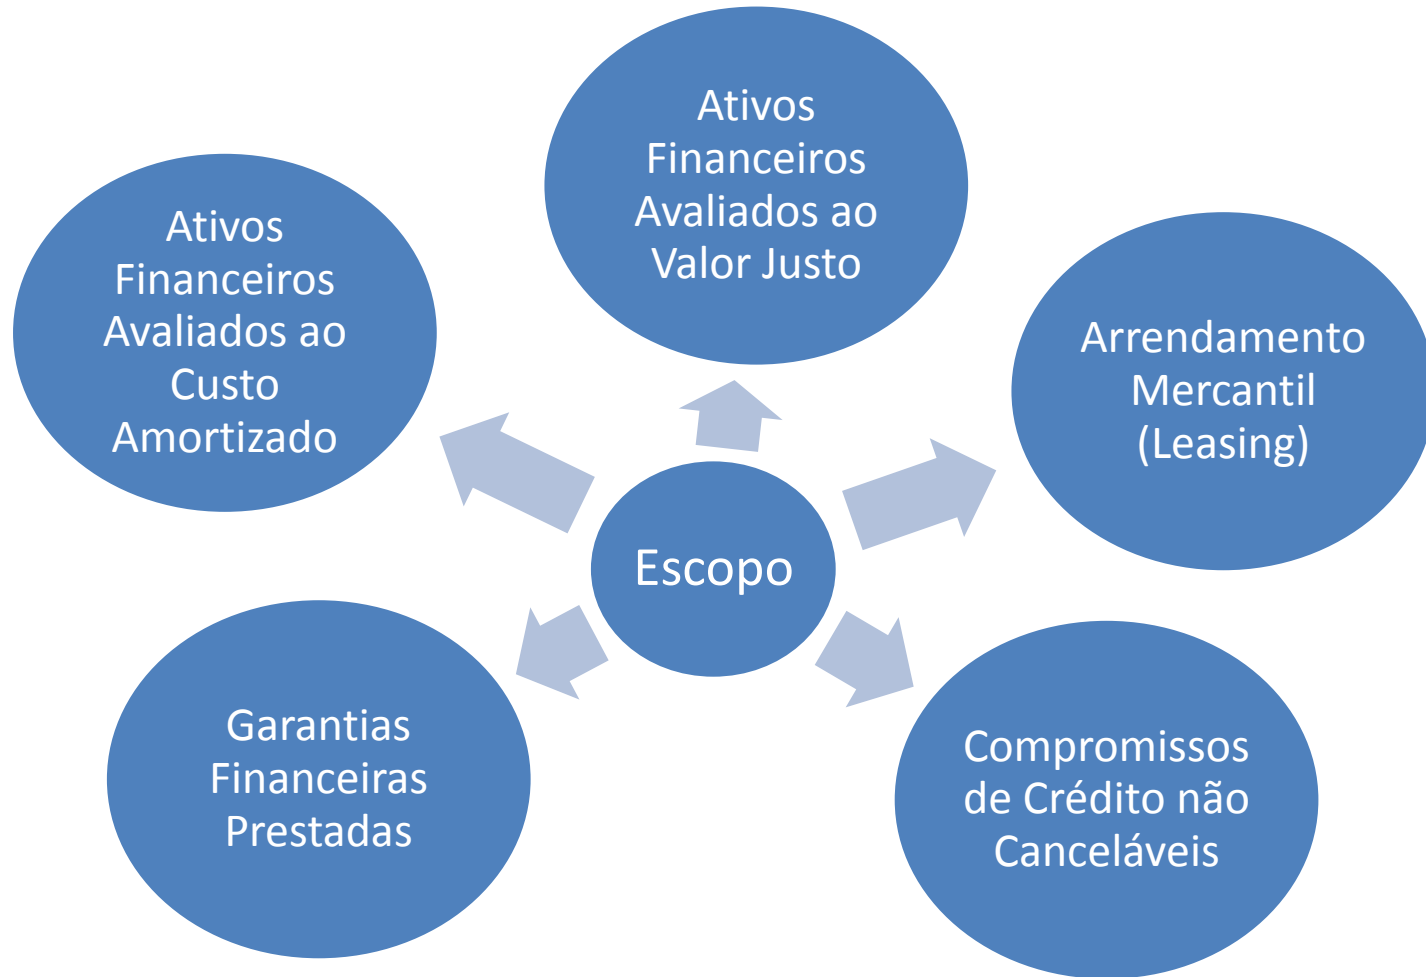 Ativos
Financeiros
Avaliados ao
Valor Justo
Ativos
Financeiros
Avaliados ao
Custo
Amortizado
Arrendamento
Mercantil
(Leasing)
Escopo
Garantias
Financeiras
Prestadas
Compromissos
de Crédito não
Canceláveis